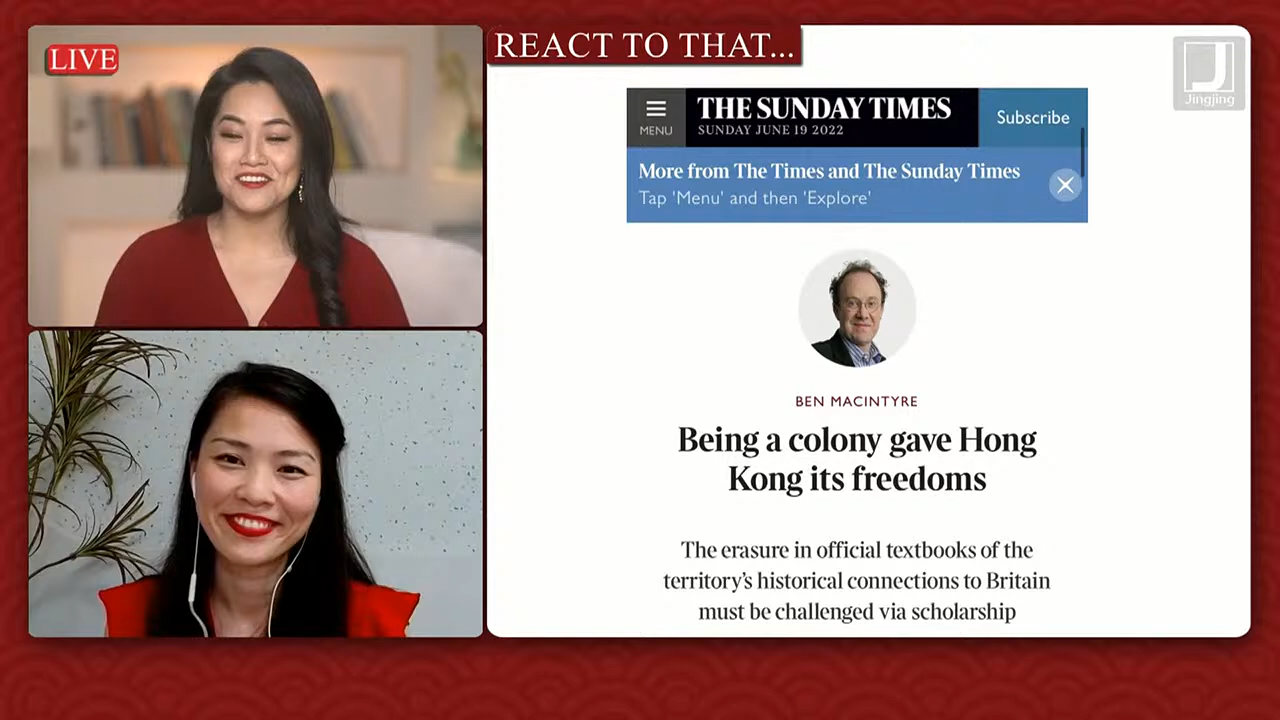 LIVE
REACT TO THAT...
J
Jingjing
MENU
THE SUNDAY TIMES
SUNDAY JUNE 19 2022
Subscribe
More from The Times and The Sunday Times
Tap 'Menu' and then 'Explore'
BEN MACINTYRE
Being a colony gave Hong
Kong its freedoms
The erasure in official textbooks of the
territory's historical connections to Britain
must be challenged via scholarship